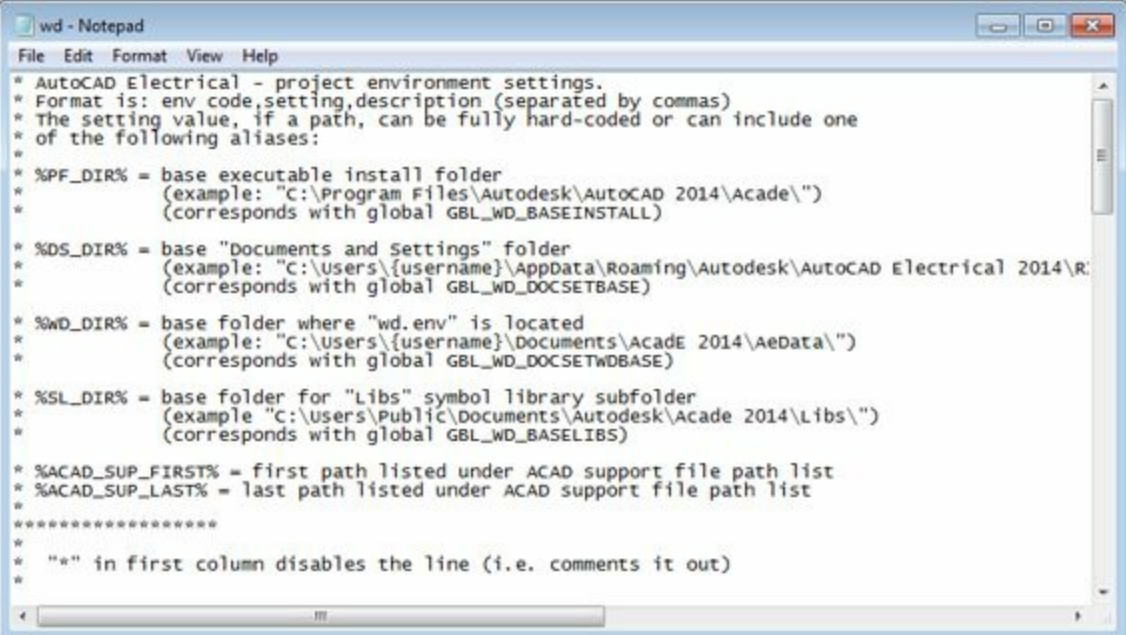 wd - Notepad
File Edit Format View Help
* AutoCAD Electrical - project environment settings.
* Format is: env code,setting,description (separated by commas)
* The setting value, if a path, can be fully hard-coded or can include one
* of the following aliases:
*
* %PF_DIR% = base executable install folder
* (example: "C:\Program Files\Autodesk\AutoCAD 2014\Acade\")
* (corresponds with global GBL_WD_BASEINSTALL)
* %DS_DIR% = base "Documents and Settings" folder
* (example: "C:\Users\{username}\AppData\Roaming\Autodesk\AutoCAD Electrical 2014\R
* (corresponds with global GBL_WD_DOCSETBASE)
* %WD_DIR% = base folder where "wd.env" is located
* (example: "C:\Users\{username}\Documents\AcadE 2014\AeData\")
* (corresponds with global GBL_WD_DOCSETWDBASE)
* %SL_DIR% = base folder for "Libs" symbol library subfolder
* (example "C:\Users\Public\Documents\Autodesk\Acade 2014\Libs\")
* (corresponds with global GBL_WD_BASELIBS)
* %ACAD_SUP_FIRST% = first path listed under ACAD support file path list
* %ACAD_SUP_LAST% = last path listed under ACAD support file path list
*
******************
*
* "*" in first column disables the line (i.e. comments it out)
*